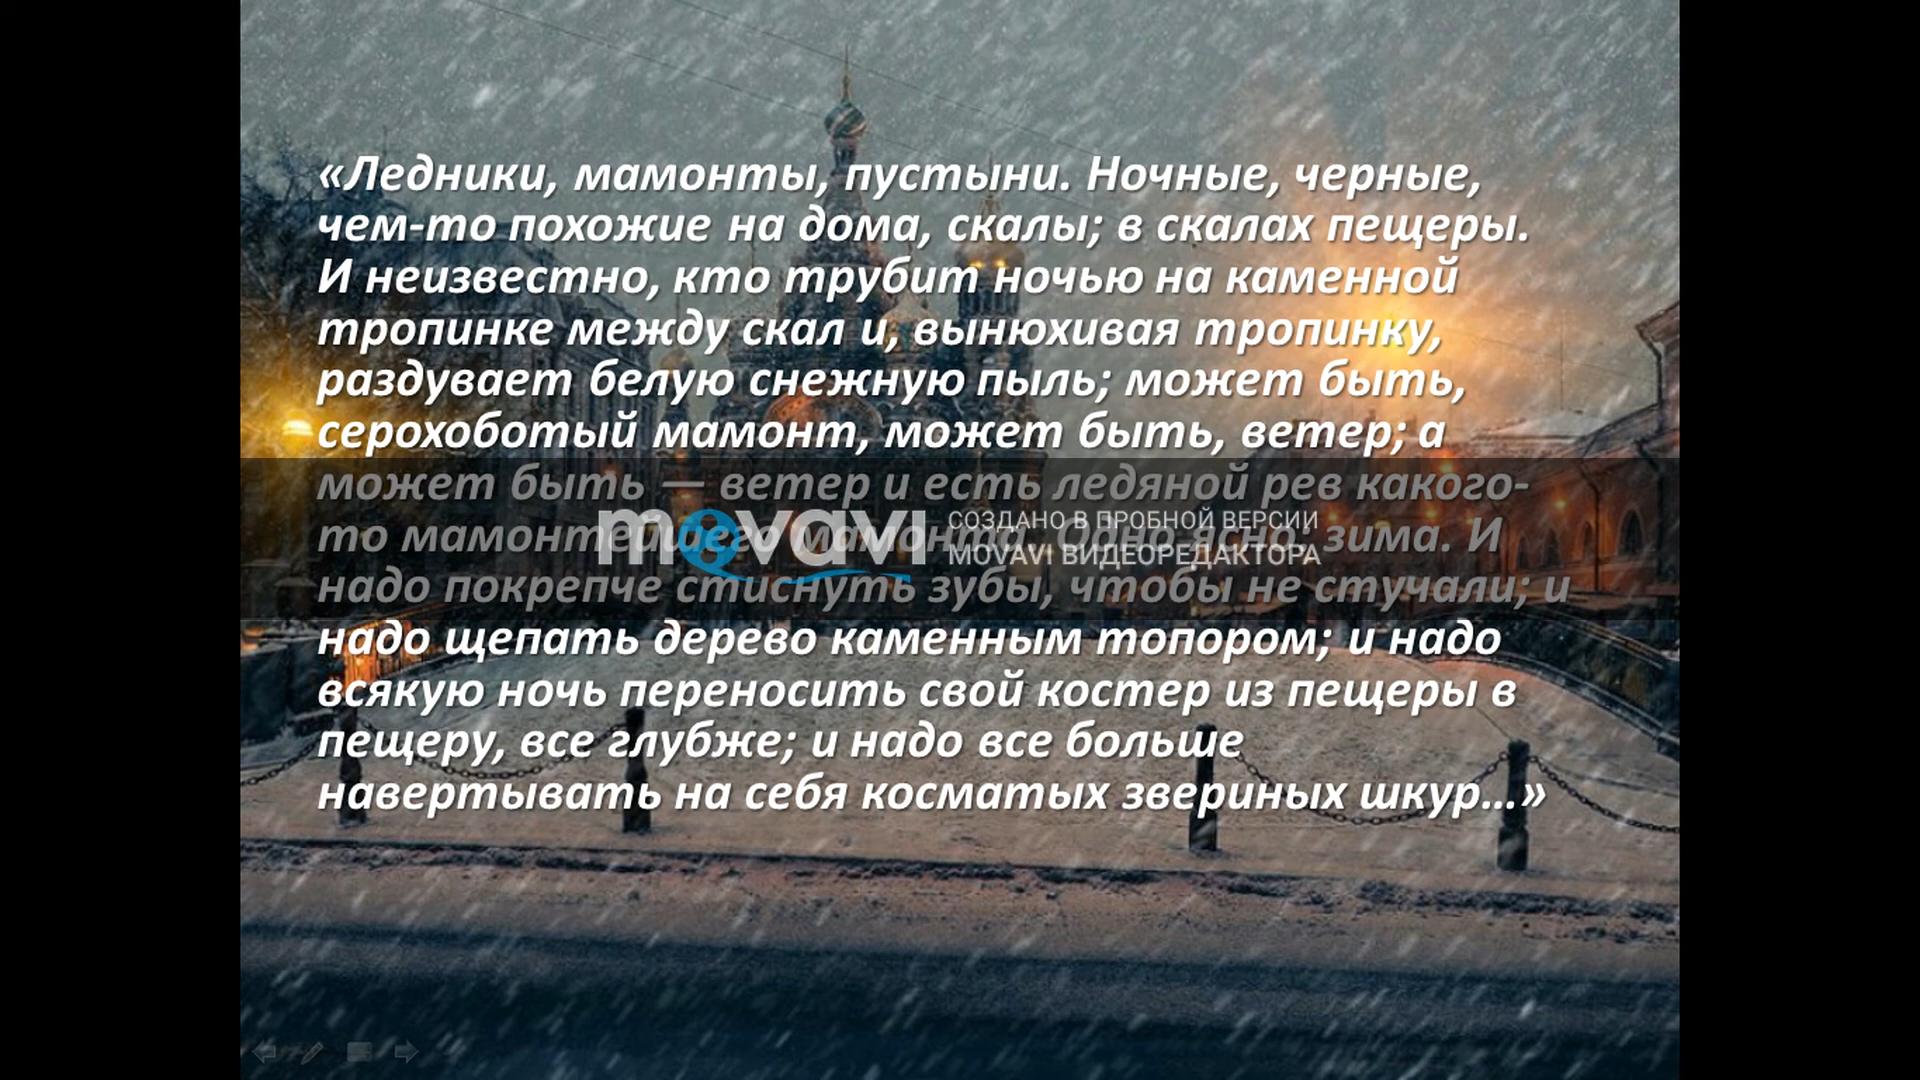 «Ледники, мамонты, пустыни. Ночные, черные,
чем-то похожие на дома, скалы; в скалах пещеры.
И неизвестно, кто трубит ночью на каменной
тропинке между скал и, вынюхивая тропинку,
раздувает белую снежную пыль; может быть,
серохоботый мамонт, может быть, ветер; а
может быть — ветер и есть ледяной рев какого-
то мамонтейшего мамонта. Одно ясно: зима. И
надо покрепче стиснуть зубы, чтобы не стучали; и
надо щепать дерево каменным топором; и надо
всякую ночь переносить свой костер из пещеры в
пещеру, все глубже; и надо все больше
навертывать на себя косматых звериных шкур...»
movavi
СОЗДАНО В ПРОБНОЙ ВЕРСИИ
MOVAVI ВИДЕОРЕДАКТОРА